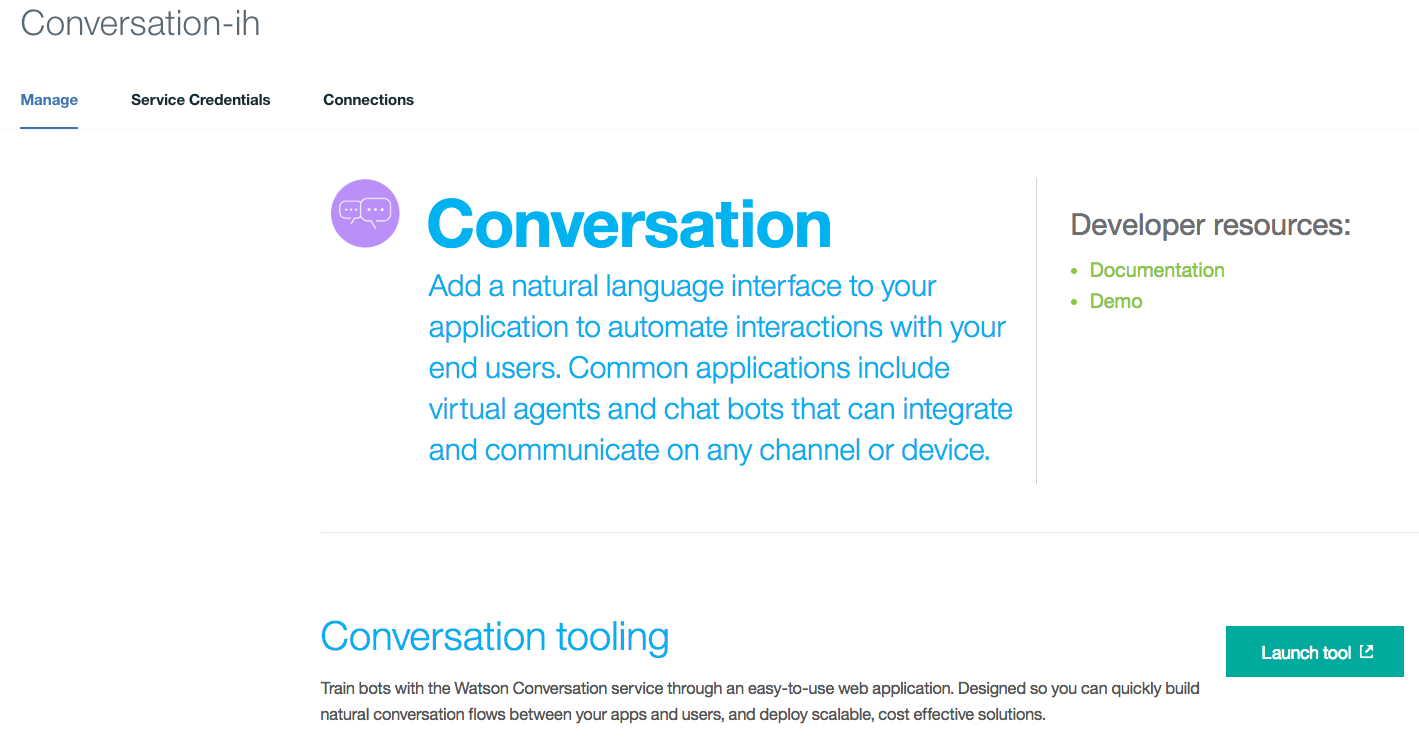 Conversation-ih
Manage Service Credentials Connections
Conversation
Add a natural language interface to your
application to automate interactions with your
end users. Common applications include
virtual agents and chat bots that can integrate
and communicate on any channel or device.
Developer resources:
Documentation
Demo
Conversation tooling
Launch tool
Train bots with the Watson Conversation service through an easy-to-use web application. Designed so you can quickly build
natural conversation flows between your apps and users, and deploy scalable, cost effective solutions.